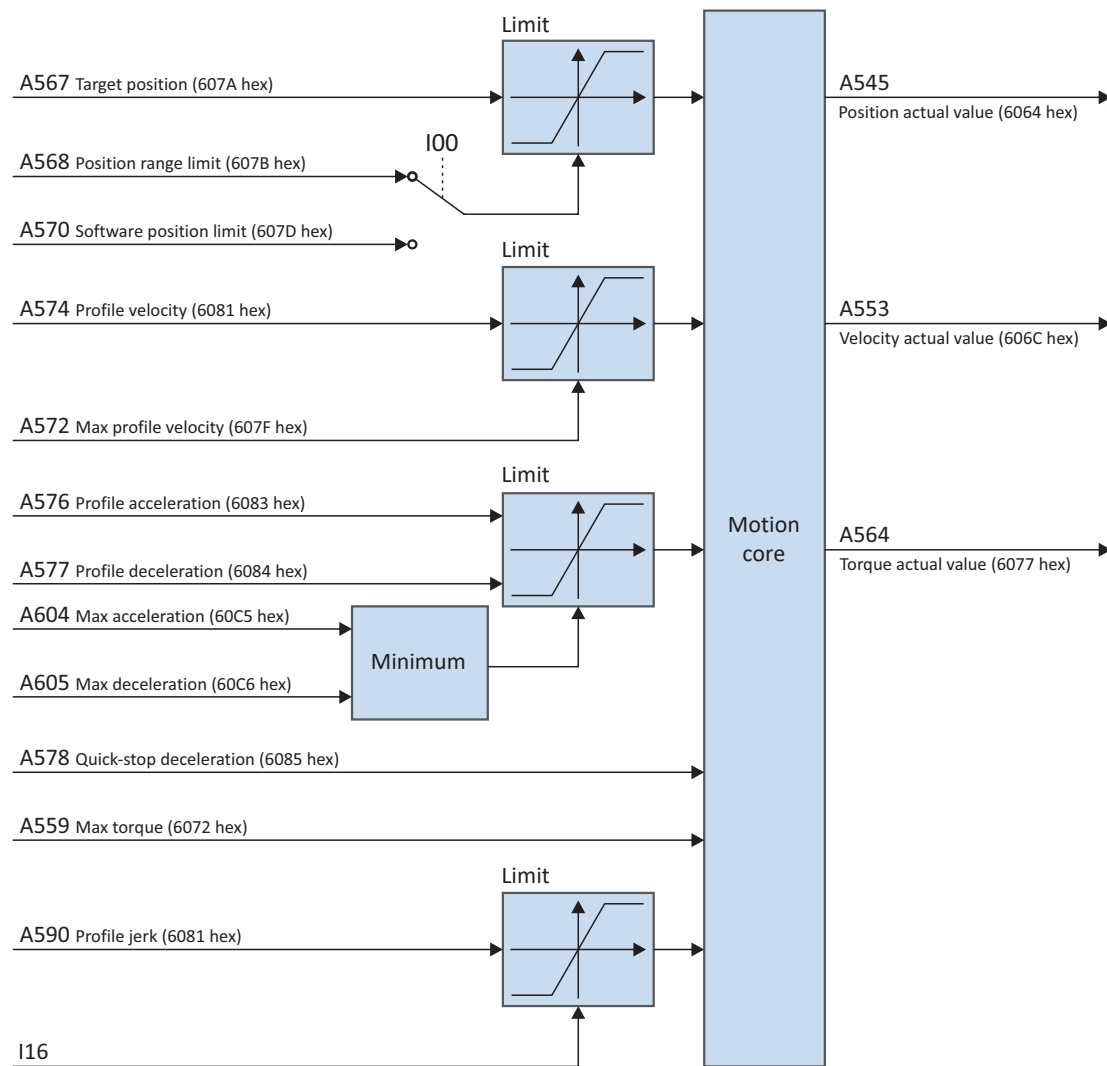 Limit
A567 Target position (607A hex)
A545
Position actual value (6064 hex)
I00
A568 Position range limit (607B hex)
A570 Software position limit (607D hex)
Limit
A574 Profile velocity (6081 hex)
A553
Velocity actual value (606C hex)
A572 Max profile velocity (607F hex)
Limit
A576 Profile acceleration (6083 hex)
Motion
core
A564
Torque actual value (6077 hex)
A577 Profile deceleration (6084 hex)
A604 Max acceleration (60C5 hex)
Minimum
A605 Max deceleration (60C6 hex)
A578 Quick-stop deceleration (6085 hex)
A559 Max torque (6072 hex)
Limit
A590 Profile jerk (6081 hex)
I16